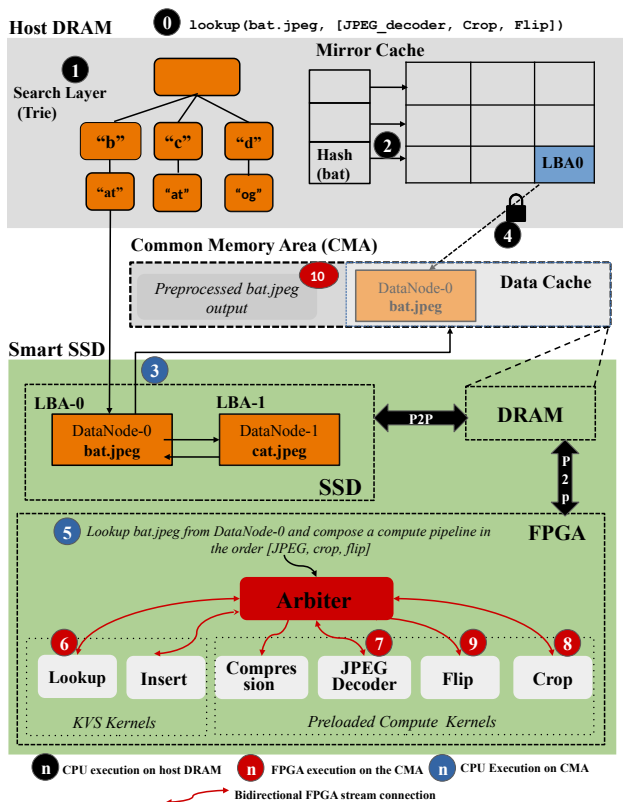 Host DRAM
0 lookup(bat.jpeg, [JPEG_decoder, Crop, Flip])
1
Search Layer
(Trie)
Mirror Cache
“b”
“c”
“d”
“at”
“at”
“og”
Hash
(bat)
2
LBA0
4
Common Memory Area (CMA)
Preprocessed bat.jpeg
output
10
DataNode-0
bat.jpeg
Data Cache
Smart SSD
3
LBA-0
LBA-1
DataNode-0
bat.jpeg
DataNode-1
cat.jpeg
SSD
P2P
DRAM
P
2
p
FPGA
5
Lookup bat.jpeg from DataNode-0 and compose a compute pipeline in
the order [JPEG, crop, flip]
Arbiter
6
7
9
8
Lookup
Insert
Compres
sion
JPEG
Decoder
Flip
Crop
KVS Kernels
Preloaded Compute Kernels
n CPU execution on host DRAM
n FPGA execution on the CMA
n CPU Execution on CMA
Bidirectional FPGA stream connection